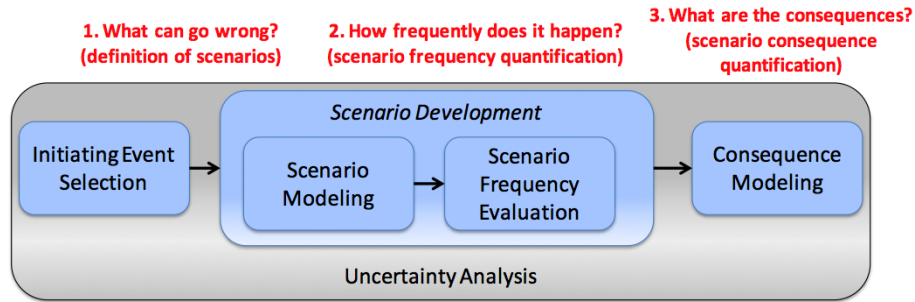 1. What can go wrong?
(definition of scenarios)
2. How frequently does it happen?
(scenario frequency quantification)
3. What are the consequences?
(scenario consequence
quantification)
Scenario Development
Initiating Event
Selection
Scenario
Modeling
Scenario
Frequency
Evaluation
Consequence
Modeling
Uncertainty Analysis